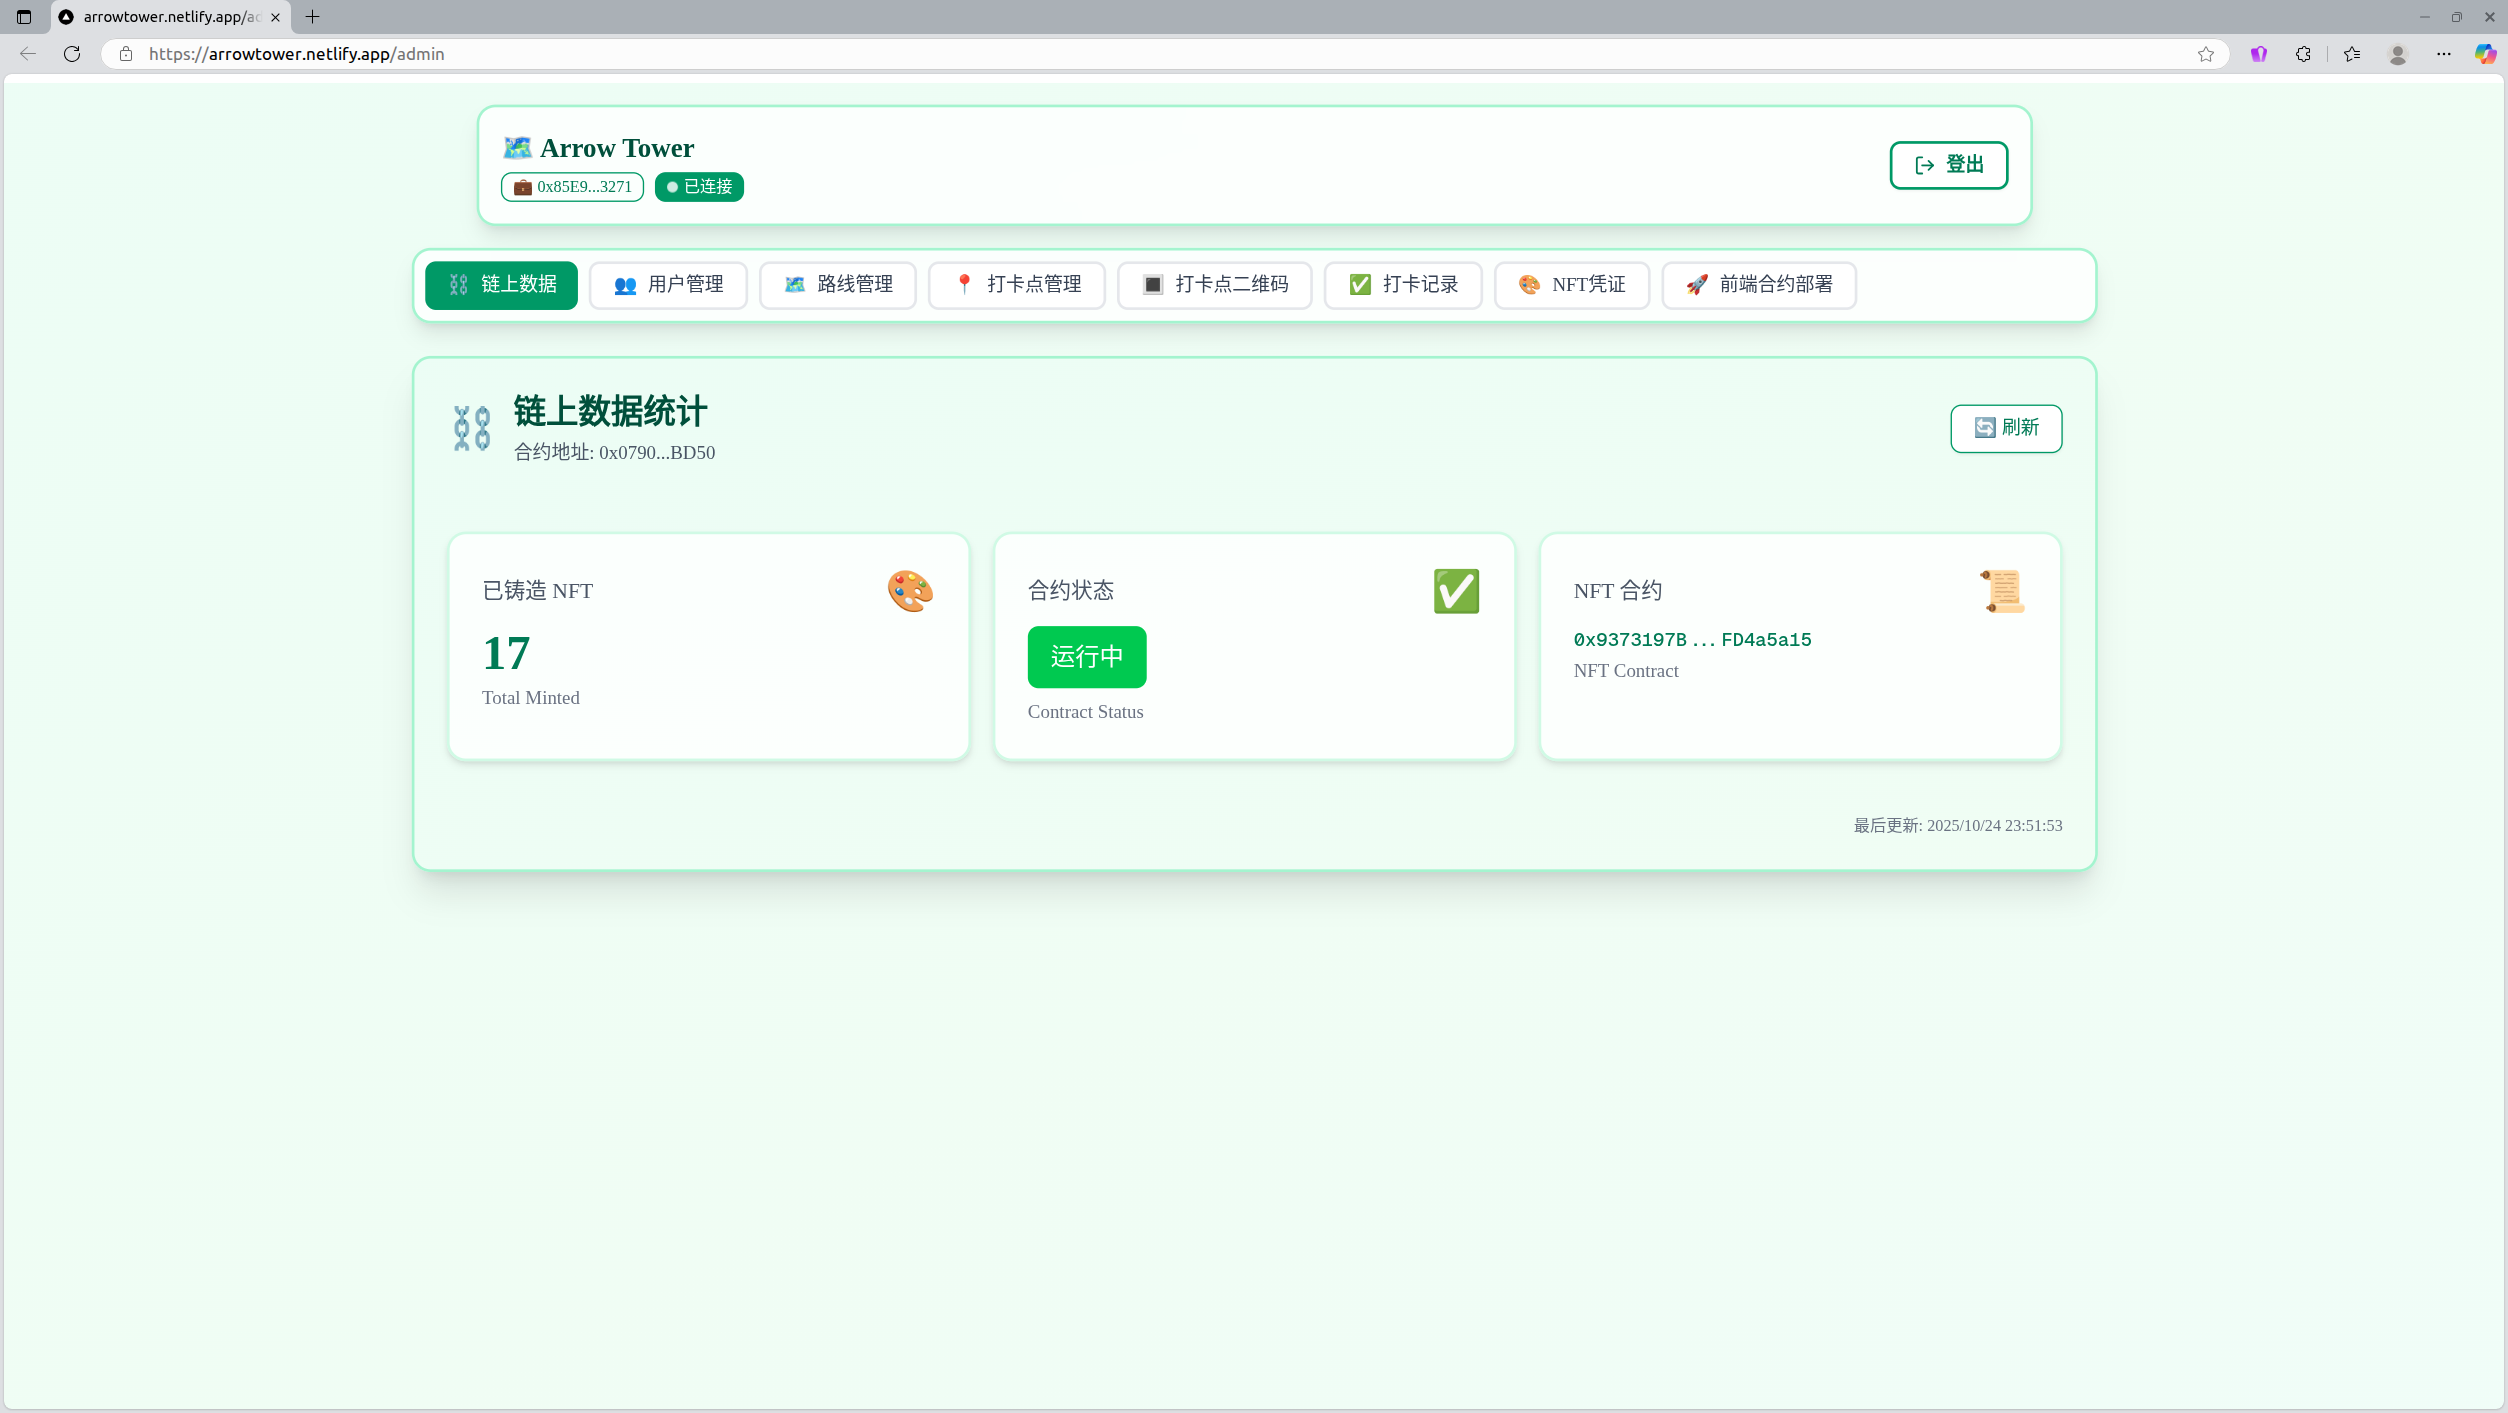 arrowtower.netlify.app/ad
https://arrowtower.netlify.app/admin
Arrow Tower
0x85E9...3271
已连接
登出
链上数据
用户管理
路线管理
打卡点管理
打卡点二维码
打卡记录
NFT凭证
前端合约部署
链上数据统计
合约地址: 0x0790...BD50
刷新
已铸造 NFT
17
Total Minted
合约状态
运行中
Contract Status
NFT 合约
0x9373197B...FD4a5a15
NFT Contract
最后更新: 2025/10/24 23:51:53